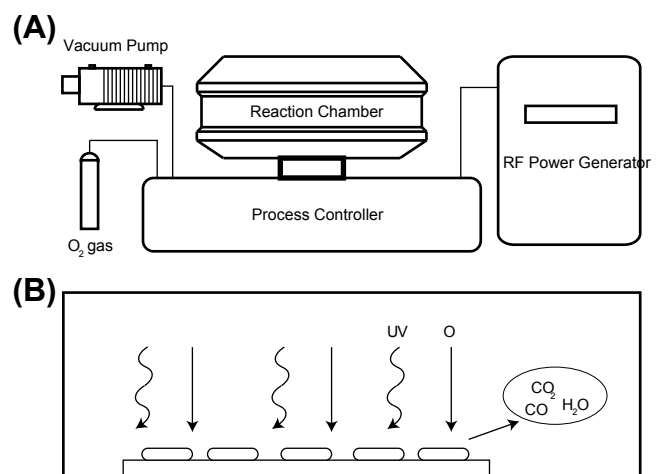 (A)
Vacuum Pump
Reaction Chamber
RF Power Generator
Process Controller
O₂ gas
(B)
UV O
CO₂
CO H₂O